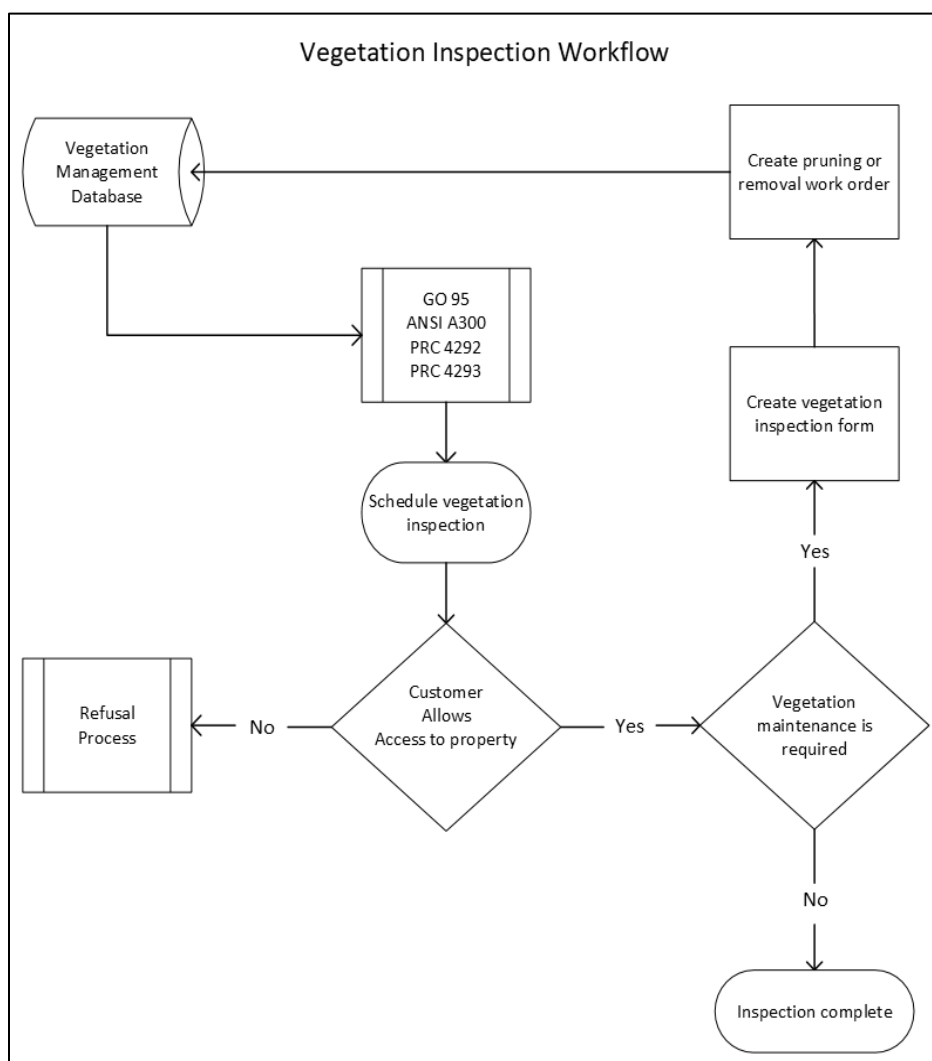 Vegetation Inspection Workflow
Vegetation
Management
Database
Create pruning or
removal work order
GO 95
ANSI A300
PRC 4292
PRC 4293
Create vegetation
inspection form
Schedule vegetation
inspection
Yes
Customer
Allows
Access to property
Refusal
Process
No
Yes
Vegetation
maintenance is
required
No
Inspection complete